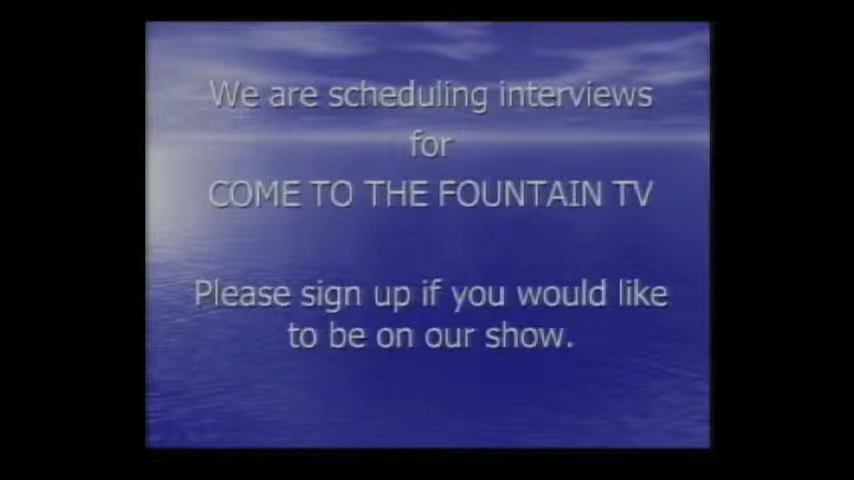 We are scheduling interviews
for
COME TO THE FOUNTAIN TV
Please sign up if you would like
to be on our show.